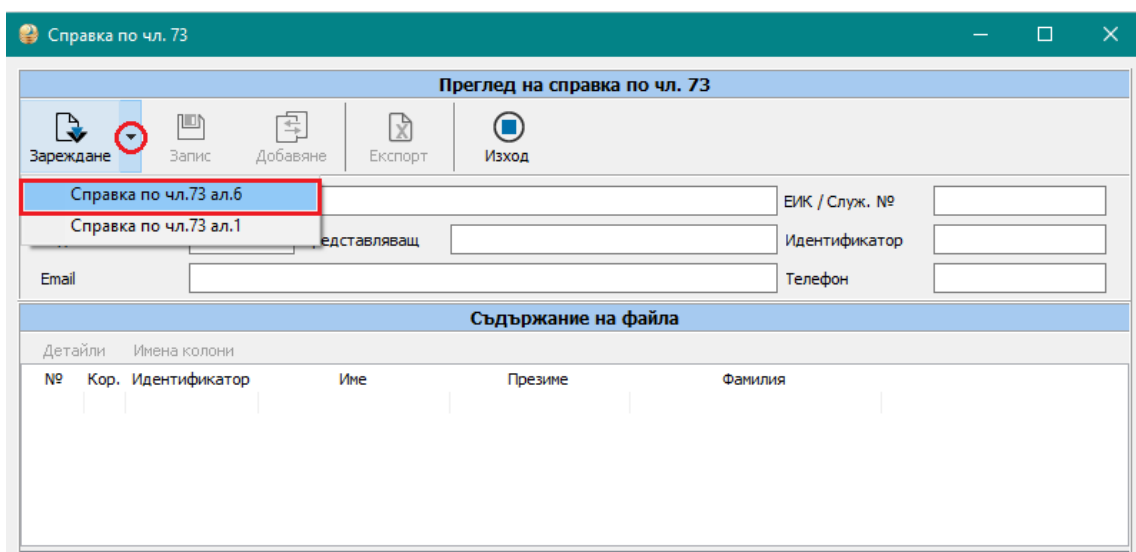 Справка по чл. 73
Преглед на справка по чл. 73
Зареждане Запис Добавяне Експорт Изход
Справка по чл.73 ал.6
ЕИК / Служ. №
Справка по чл.73 ал.1
Идентификатор
Email
Телефон
Съдържание на файла
Детайли Имена колони
№ Кор. Идентификатор Име Презиме Фамилия